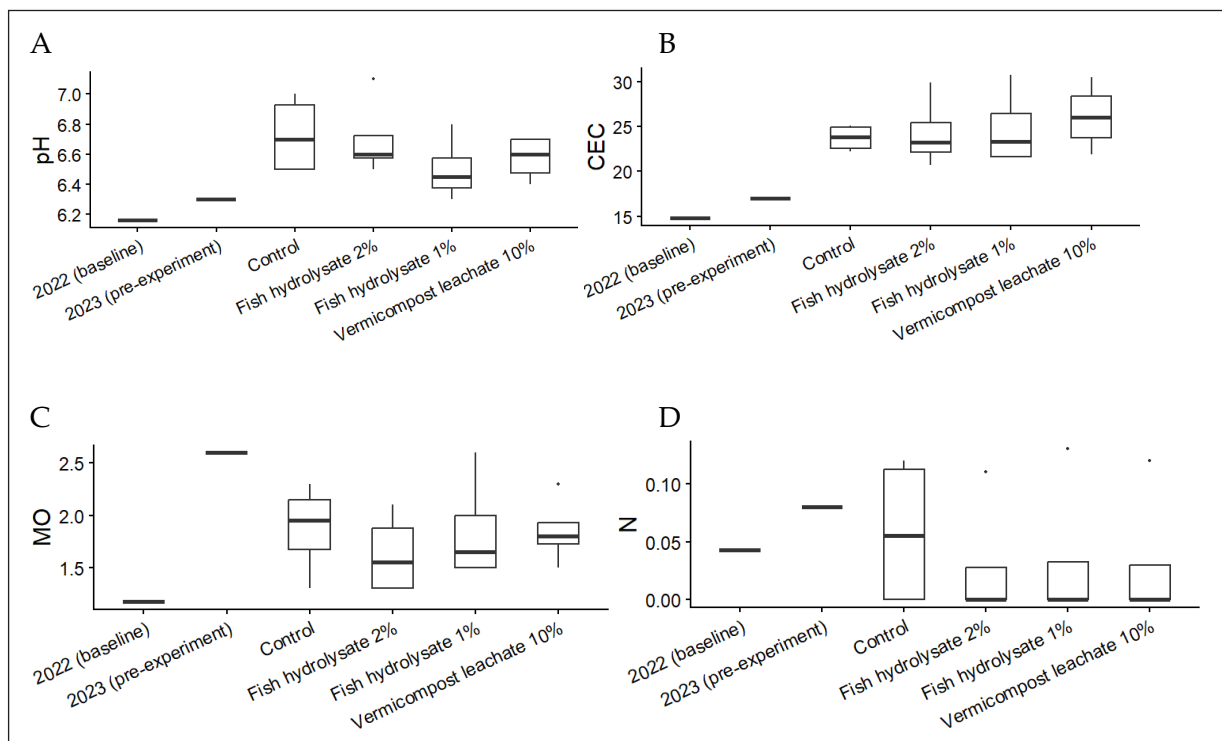 A
pH
7.0
6.8
6.6
6.4
6.2
2022 (baseline)
2023 (pre-experiment)
Control
Fish hydrolysate 2%
Fish hydrolysate 1%
Vermicompost leachate 10%
B
CEC
30
25
20
15
2022 (baseline)
2023 (pre-experiment)
Control
Fish hydrolysate 2%
Fish hydrolysate 1%
Vermicompost leachate 10%
C
MO
2.5
2.0
1.5
2022 (baseline)
2023 (pre-experiment)
Control
Fish hydrolysate 2%
Fish hydrolysate 1%
Vermicompost leachate 10%
D
N
0.10
0.05
0.00
2022 (baseline)
2023 (pre-experiment)
Control
Fish hydrolysate 2%
Fish hydrolysate 1%
Vermicompost leachate 10%